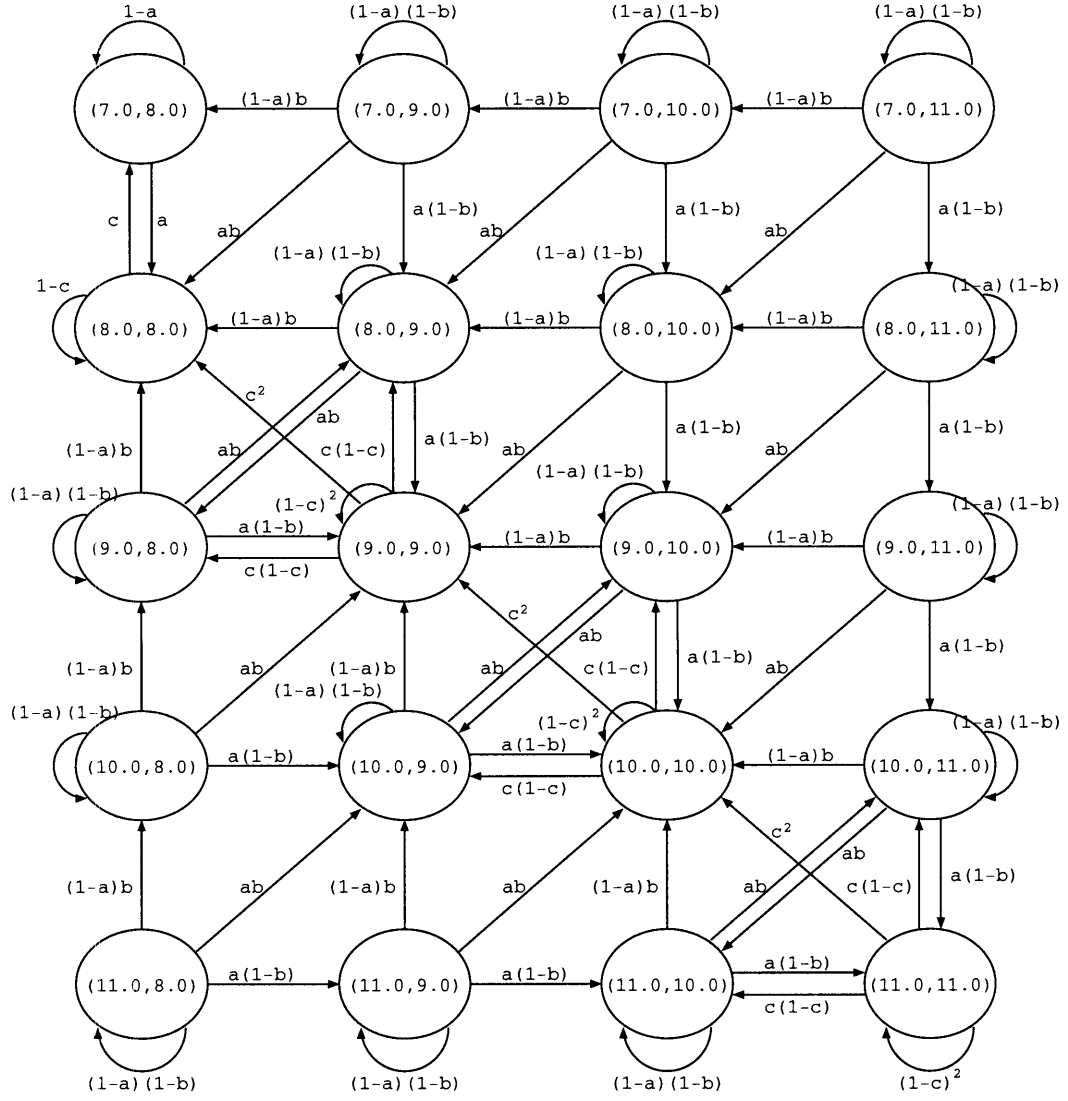 1-a (1-a)(1-b) (1-a)(1-b) (1-a)(1-b)
(7.0,8.0) (1-a)b (7.0,9.0) (1-a)b (7.0,10.0) (1-a)b (7.0,11.0)
c a ab a(1-b) ab a(1-b) ab a(1-b)
1-c (1-a)(1-b) (1-a)(1-b) (1-a)(1-b)
(8.0,8.0) (1-a)b (8.0,9.0) (1-a)b (8.0,10.0) (1-a)b (8.0,11.0)
(1-a)b ab c² ab c(1-c) a(1-b) ab a(1-b) ab a(1-b)
(1-a)(1-b) (1-c)² (1-a)(1-b) (1-a)(1-b)
a(1-b)
(9.0,8.0) (9.0,9.0) (1-a)b (9.0,10.0) (1-a)b (9.0,11.0)
c(1-c)
(1-a)b ab (1-a)b ab c² ab c(1-c) a(1-b) ab a(1-b)
(1-a)(1-b) (1-a)(1-b) (1-c)² (1-a)(1-b)
a(1-b)
(10.0,8.0) a(1-b) (10.0,9.0) (10.0,10.0) (1-a)b (10.0,11.0)
c(1-c)
(1-a)b ab (1-a)b ab (1-a)b ab c² ab c(1-c) a(1-b)
a(1-b)
(11.0,8.0) a(1-b) (11.0,9.0) a(1-b) (11.0,10.0) (11.0,11.0)
c(1-c)
(1-a)(1-b) (1-a)(1-b) (1-a)(1-b) (1-c)²